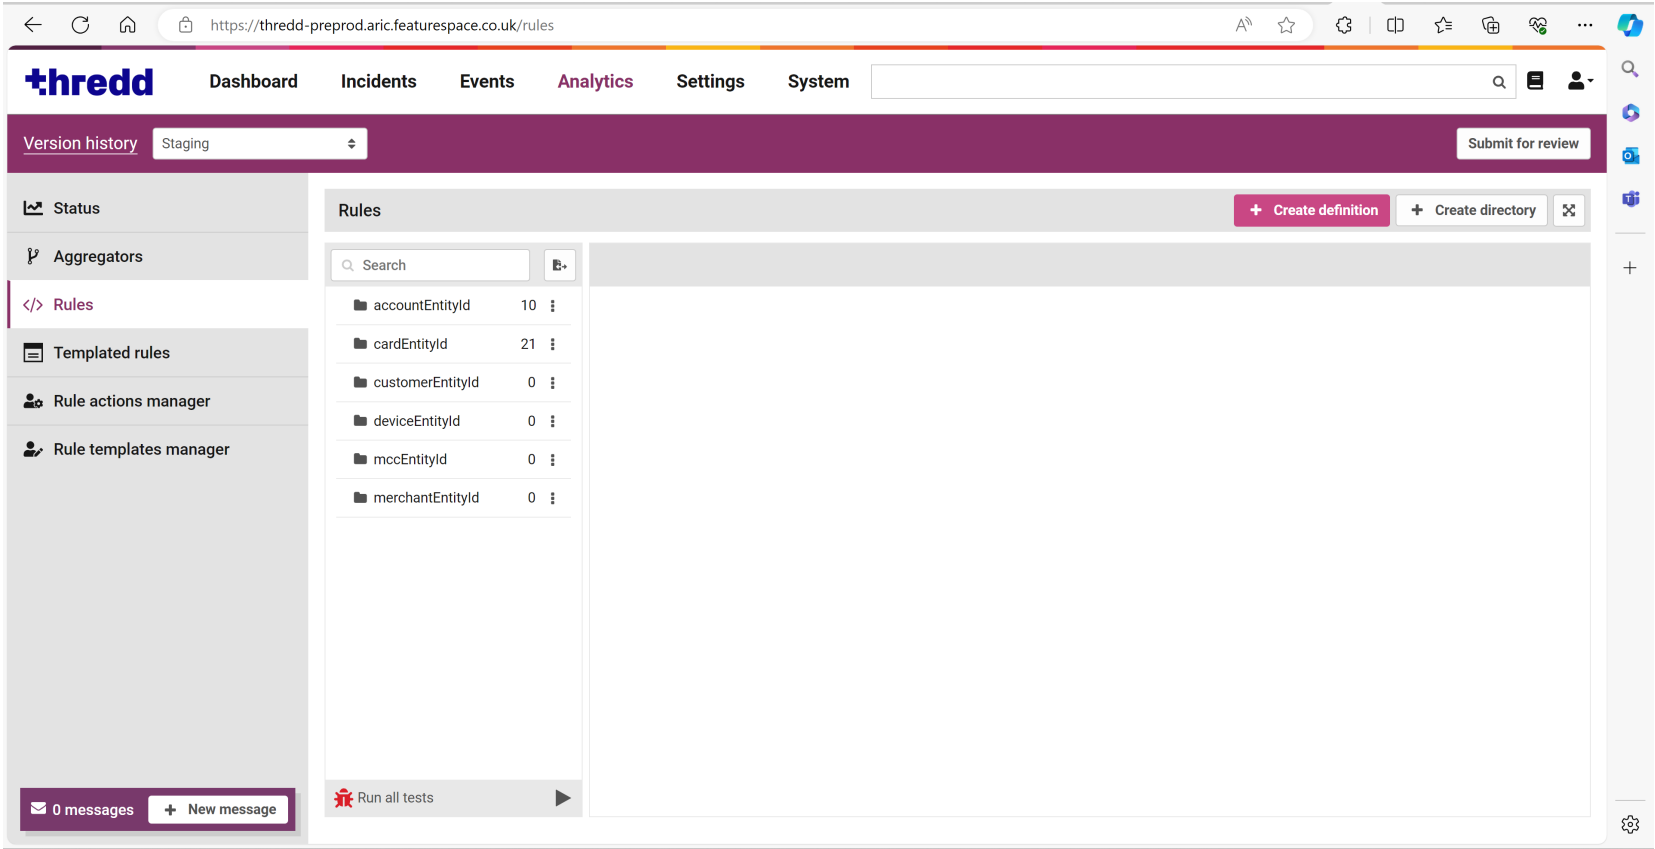 https://thredd-preprod.aric.featurespace.co.uk/rules
thredd
Dashboard
Incidents
Events
Analytics
Settings
System
Version history
Staging
Submit for review
Status
Aggregators
Rules
Templated rules
Rule actions manager
Rule templates manager
Rules
+ Create definition
+ Create directory
Search
accountEntityId 10
cardEntityId 21
customerEntityId 0
deviceEntityId 0
mccEntityId 0
merchantEntityId 0
Run all tests
0 messages
+ New message